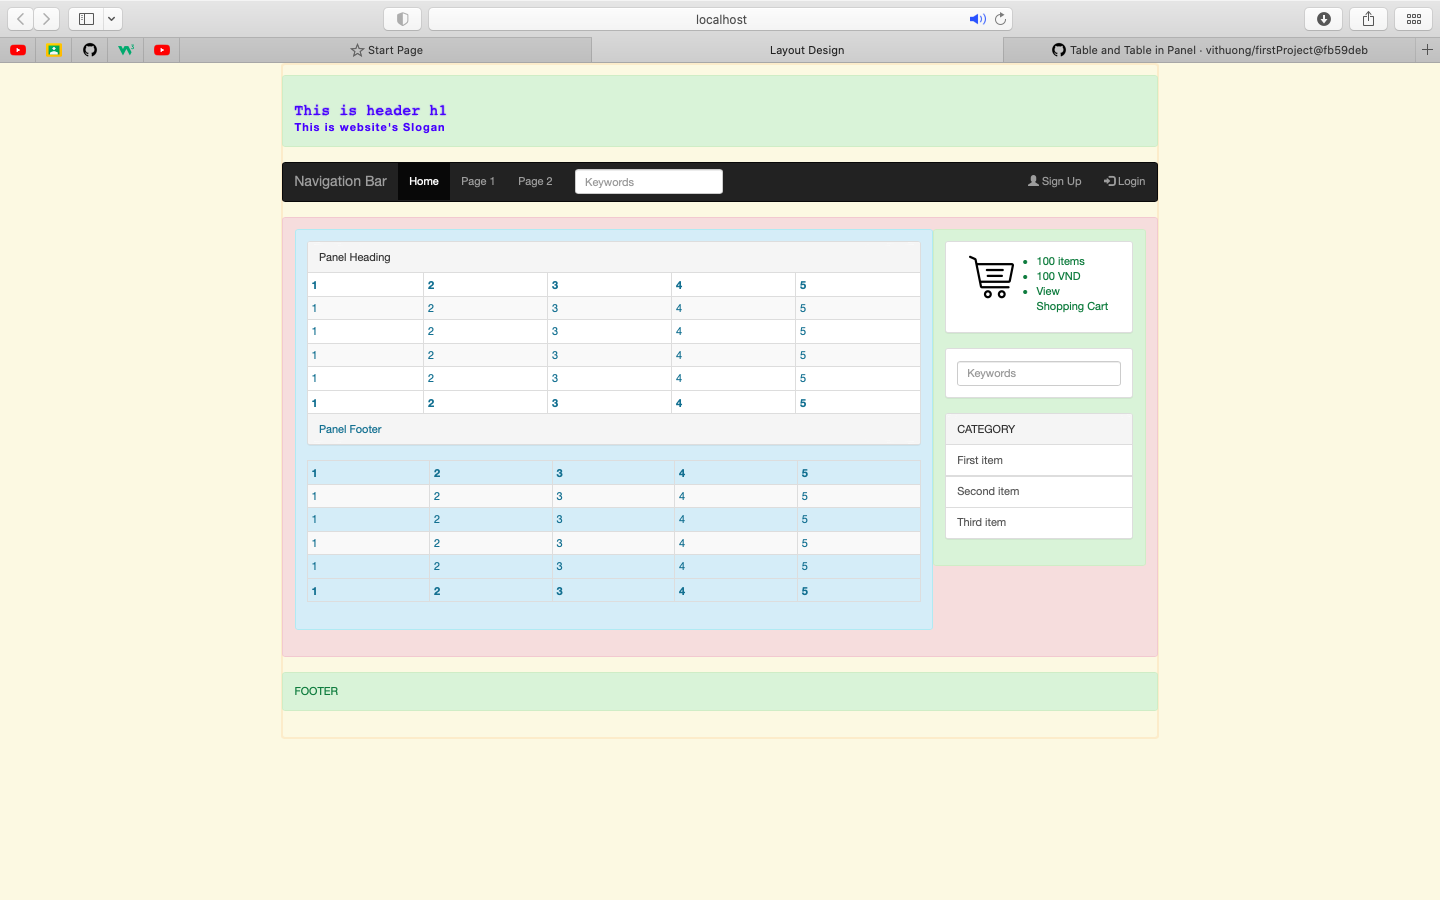 localhost
Start Page
Layout Design
Table and Table in Panel · vithuong/firstProject@fb59deb
This is header h1
This is website's Slogan
Navigation Bar Home Page 1 Page 2 Keywords Sign Up Login
Panel Heading
1 2 3 4 5
1 2 3 4 5
1 2 3 4 5
1 2 3 4 5
1 2 3 4 5
1 2 3 4 5
Panel Footer
1 2 3 4 5
1 2 3 4 5
1 2 3 4 5
1 2 3 4 5
1 2 3 4 5
1 2 3 4 5
100 items
100 VND
View
Shopping Cart
Keywords
CATEGORY
First item
Second item
Third item
FOOTER